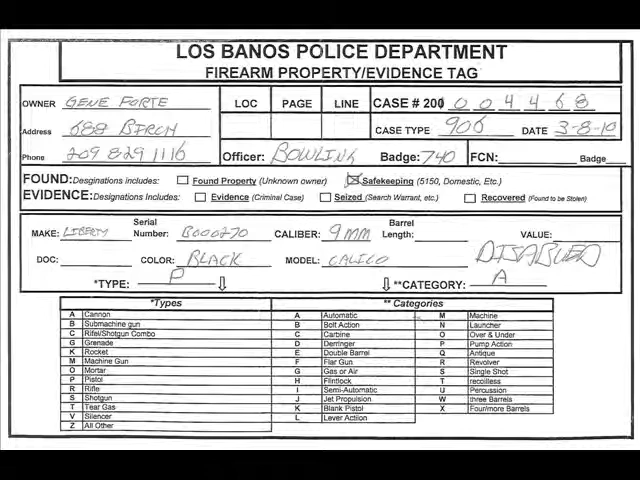 LOS BANOS POLICE DEPARTMENT
FIREARM PROPERTY/EVIDENCE TAG
OWNER GENE FORTE LOC PAGE LINE CASE # 200 004468
Address 688 BIRCH CASE TYPE 906 DATE 3-8-10
Phone 209 829 1116 Officer: BOWLING Badge: 740 FCN: Badge
FOUND: Designations includes: Found Property (Unknown owner) Safekeeping (5150, Domestic, Etc.)
EVIDENCE: Designations Includes: Evidence (Criminal Case) Seized (Search Warrant, etc.) Recovered (Found to be Stolen)
MAKE: LIBERTY Serial Number: B000270 CALIBER: 9MM Barrel Length: VALUE:
DOC: COLOR: BLACK MODEL: CALICO DISABLED
*TYPE: P **CATEGORY: A
*Types ** Categories
A Cannon A Automatic M Machine
B Submachine gun B Bolt Action N Launcher
C Rifel/Shotgun Combo C Carbine O Over & Under
G Grenade D Derringer P Pump Action
K Rocket E Double Barrel Q Antique
M Machine Gun F Flar Gun R Revolver
O Mortar G Gas or Air S Single Shot
P Pistol H Flintlock T recoilless
R Rifle I Semi-Automatic U Percussion
S Shotgun J Jet Propulsion W three Barrels
T Tear Gas K Blank Pistol X Four/more Barrels
V Silencer L Lever Actiion
Z All Other